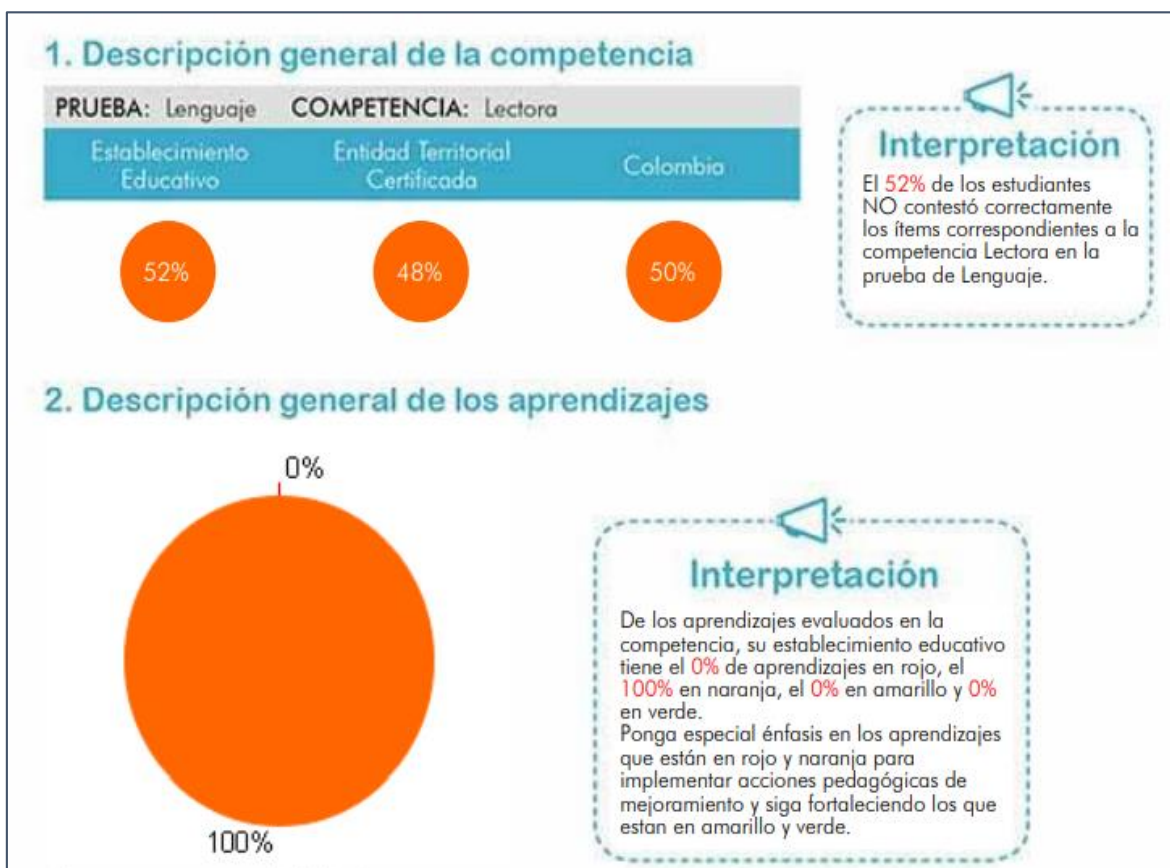 1. Descripción general de la competencia
PRUEBA: Lenguaje COMPETENCIA: Lectora
Establecimiento Educativo
Entidad Territorial Certificada
Colombia
52% 48% 50%
Interpretación
El 52% de los estudiantes
NO contestó correctamente
los ítems correspondientes a la
competencia Lectora en la
prueba de Lenguaje.
2. Descripción general de los aprendizajes
0%
100%
Interpretación
De los aprendizajes evaluados en la
competencia, su establecimiento educativo
tiene el 0% de aprendizajes en rojo, el
100% en naranja, el 0% en amarillo y 0%
en verde.
Ponga especial énfasis en los aprendizajes
que están en rojo y naranja para
implementar acciones pedagógicas de
mejoramiento y siga fortaleciendo los que
estan en amarillo y verde.